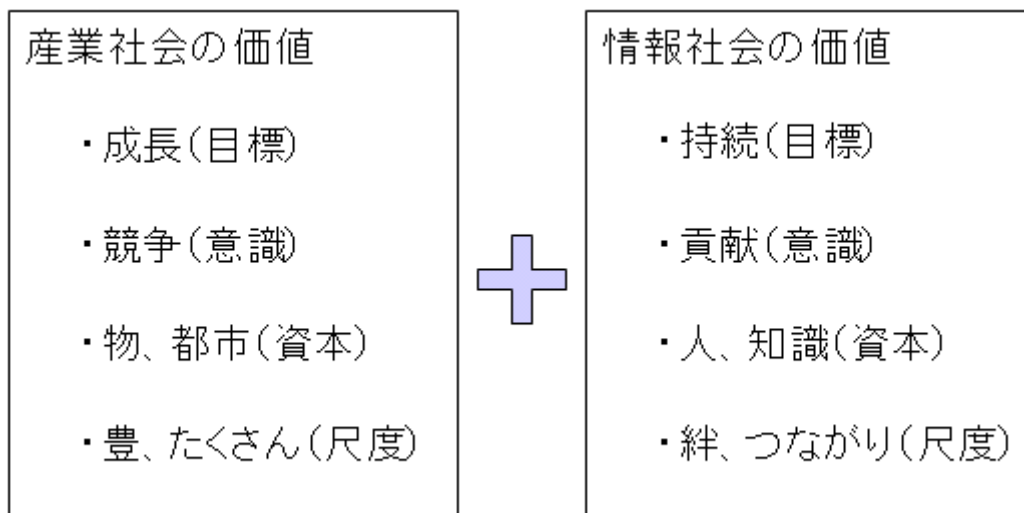 産業社会の価値
・成長(目標)
・競争(意識)
・物、都市(資本)
・豊、たくさん(尺度)
情報社会の価値
・持続(目標)
・貢献(意識)
・人、知識(資本)
・絆、つながり(尺度)